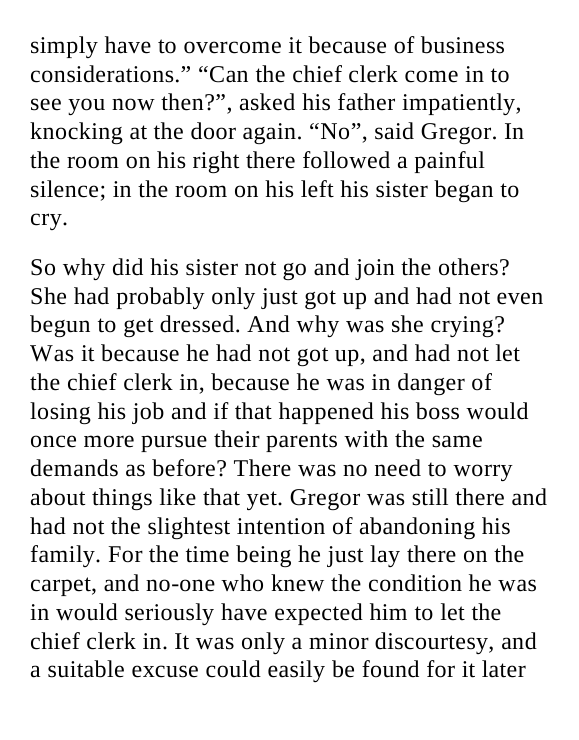 simply have to overcome it because of business
considerations.” “Can the chief clerk come in to
see you now then?”, asked his father impatiently,
knocking at the door again. “No”, said Gregor. In
the room on his right there followed a painful
silence; in the room on his left his sister began to
cry.
So why did his sister not go and join the others?
She had probably only just got up and had not even
begun to get dressed. And why was she crying?
Was it because he had not got up, and had not let
the chief clerk in, because he was in danger of
losing his job and if that happened his boss would
once more pursue their parents with the same
demands as before? There was no need to worry
about things like that yet. Gregor was still there and
had not the slightest intention of abandoning his
family. For the time being he just lay there on the
carpet, and no-one who knew the condition he was
in would seriously have expected him to let the
chief clerk in. It was only a minor discourtesy, and
a suitable excuse could easily be found for it later